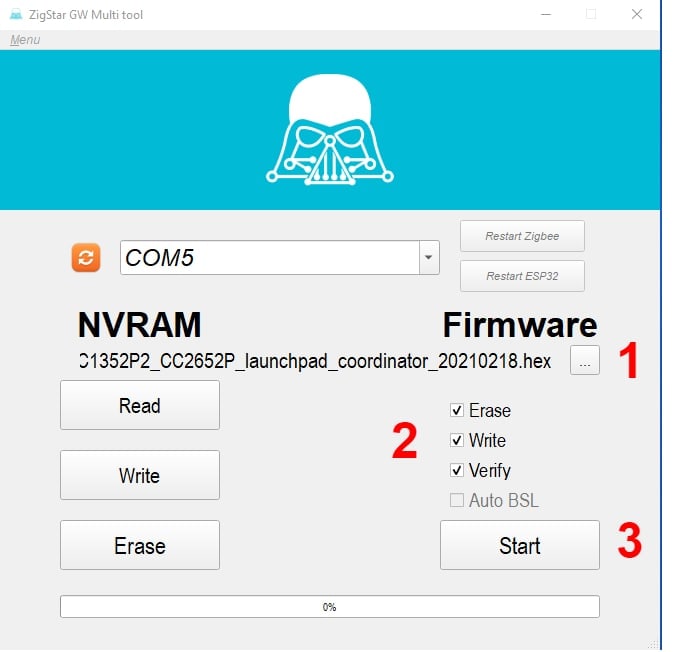 ZigStar GW Multi tool
Menu
Restart Zigbee
COM5
Restart ESP32
NVRAM
Firmware
C1352P2_CC2652P_launchpad_coordinator_20210218.hex
...
1
Read
Erase
2
Write
Write
Verify
Auto BSL
Erase
Start
3
0%